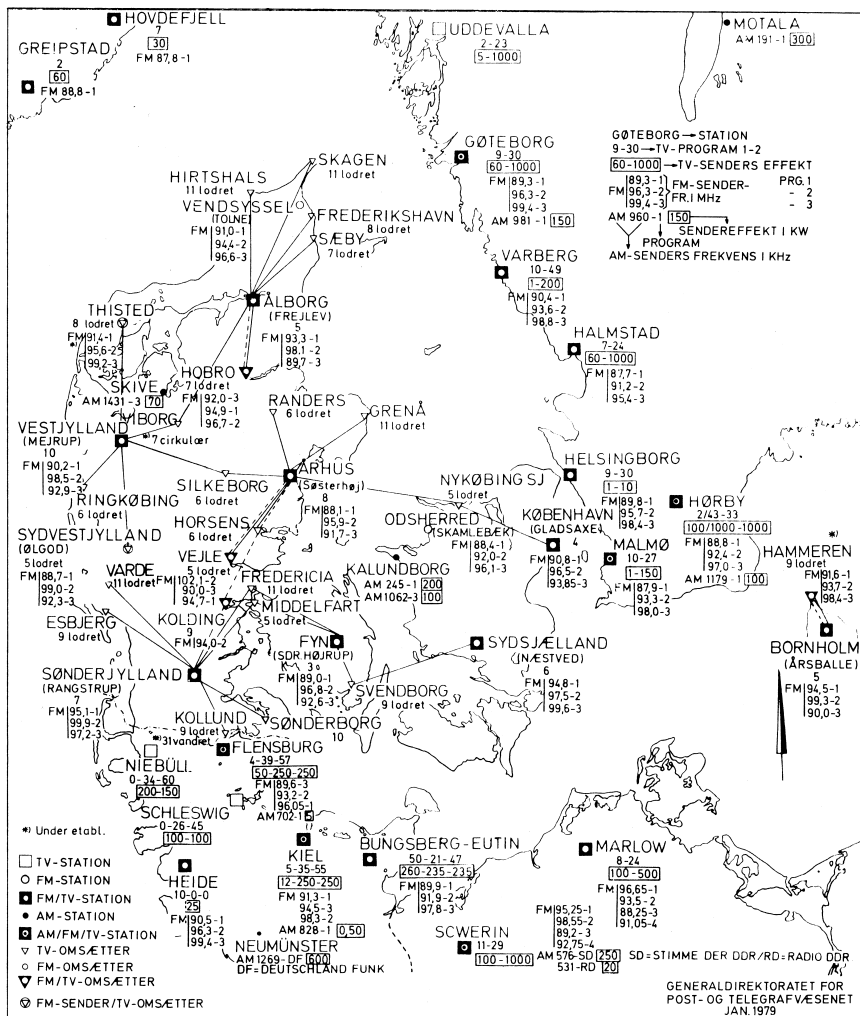 HOVDEFJELL
7
30
FM 87,8-1
GREIPSTAD
2
60
FM 88,8-1
UDDEVALLA
2-23
5-1000
MOTALA
AM 191-1 300
GØTEBORG
9-30
60-1000
FM 89,3-1
96,3-2
99,4-3
AM 981-1 150
GØTEBORG → STATION
9-30 → TV-PROGRAM 1-2
60-1000 → TV-SENDERS EFFEKT
FM 89,3-1
96,3-2
99,4-3
FM-SENDER-FR.I MHz
PRG.1
- 2
- 3
AM 960-1 150
SENDEREFFEKT I KW
PROGRAM
AM-SENDERS FREKVENS I KHz
SKAGEN
11 lodret
HIRTSHALS
11 lodret
VENDSYSSEL
(TOLNE)
FM 91,0-1
94,4-2
96,6-3
FREDERIKSHAVN
8 lodret
SÆBY
7 lodret
VARBERG
10-49
1-200
FM 90,4-1
93,6-2
98,8-3
ÅLBORG
(FREJLEV)
5
FM 93,3-1
98.1-2
89,7-3
THISTED
8 lodret
FM 91,4-1
95,6-2
99,2-3
HALMSTAD
7-24
60-1000
FM 87,7-1
91,2-2
95,4-3
HOBRO
7 lodret
FM 92,0-3
94,9-1
96,7-2
SKIVE
AM 1431-3 70
VIBORG
*) 7 cirkulær
RANDERS
6 lodret
GRENÅ
11 lodret
VESTJYLLAND
(MEJRUP)
10
FM 90,2-1
98,5-2
92,9-3
RINGKØBING
6 lodret
SILKEBORG
6 lodret
ÅRHUS
(Søsterhøj)
8
FM 88,1-1
95,9-2
91,7-3
NYKØBING SJ
5 lodret
HELSINGBORG
9-30
1-10
FM 89,8-1
95,7-2
98,4-3
HØRBY
2/43-33
100/1000-1000
FM 88,8-1
92,4-2
97,0-3
AM 1179-1 100
SYDVESTJYLLAND
(ØLGOD)
5 lodret
FM 88,7-1
99,0-2
92,3-3
HORSENS
6 lodret
ODSHERRED
(SKAMLEBÆK)
FM 88,4-1
92,0-2
96,1-3
KØBENHAVN
(GLADSAXE)
4
FM 90,8-1
96,5-2
93,85-3
MALMØ
10-27
1-150
FM 87,9-1
93,3-2
98,0-3
*)
HAMMEREN
9 lodret
FM 91,6-1
93,7-2
98,4-3
VEJLE
5 lodret
FM 102,1-2
90,0-3
94,7-1
VARDE
11 lodret
FREDERICIA
11 lodret
KALUNDBORG
AM 245-1 200
AM 1062-3 100
MIDDELFART
5 lodret
ESBJERG
9 lodret
KOLDING
9
FM 94,0-2
FYN
(SDR.HØJRUP)
3
FM 89,0-1
96,8-2
92,6-3
SYDSJÆLLAND
(NÆSTVED)
6
FM 94,8-1
97,5-2
99,6-3
BORNHOLM
(ÅRSBALLE)
5
FM 94,5-1
99,3-2
90,0-3
SØNDERJYLLAND
(RANGSTRUP)
7
FM 95,1-1
99,9-2
97,2-3
SVENDBORG
9 lodret
SØNDERBORG
10
KOLLUND
9 lodret
*) 31 vandret
FLENSBURG
4-39-57
50-250-250
FM 89,6-3
93,2-2
96,05-1
AM 702-1 5
NIEBÜLL
0-34-60
200-150
SCHLESWIG
0-26-45
100-100
*) Under etabl.
TV-STATION
FM-STATION
FM/TV-STATION
AM-STATION
AM/FM/TV-STATION
TV-OMSÆTTER
FM-OMSÆTTER
FM/TV-OMSÆTTER
FM-SENDER/TV-OMSÆTTER
HEIDE
10-0-0
25
FM 90,5-1
96,3-2
99,4-3
KIEL
5-35-55
12-250-250
FM 91,3-1
94,5-3
98,3-2
AM 828-1 0,50
NEUMÜNSTER
AM 1269-DF 600
DF=DEUTSCHLAND FUNK
BUNGSBERG-EUTIN
50-21-47
260-235-235
FM 89,9-1
91,9-2
97,8-3
MARLOW
8-24
100-500
FM 96,65-1
93,5-2
88,25-3
91,05-4
SCWERIN
11-29
100-1000
FM 95,25-1
98,55-2
89,2-3
92,75-4
AM 576-SD 250
531-RD 20
SD=STIMME DER DDR/RD=RADIO DDR
GENERALDIREKTORATET FOR
POST- OG TELEGRAFVÆSENET
JAN.1979